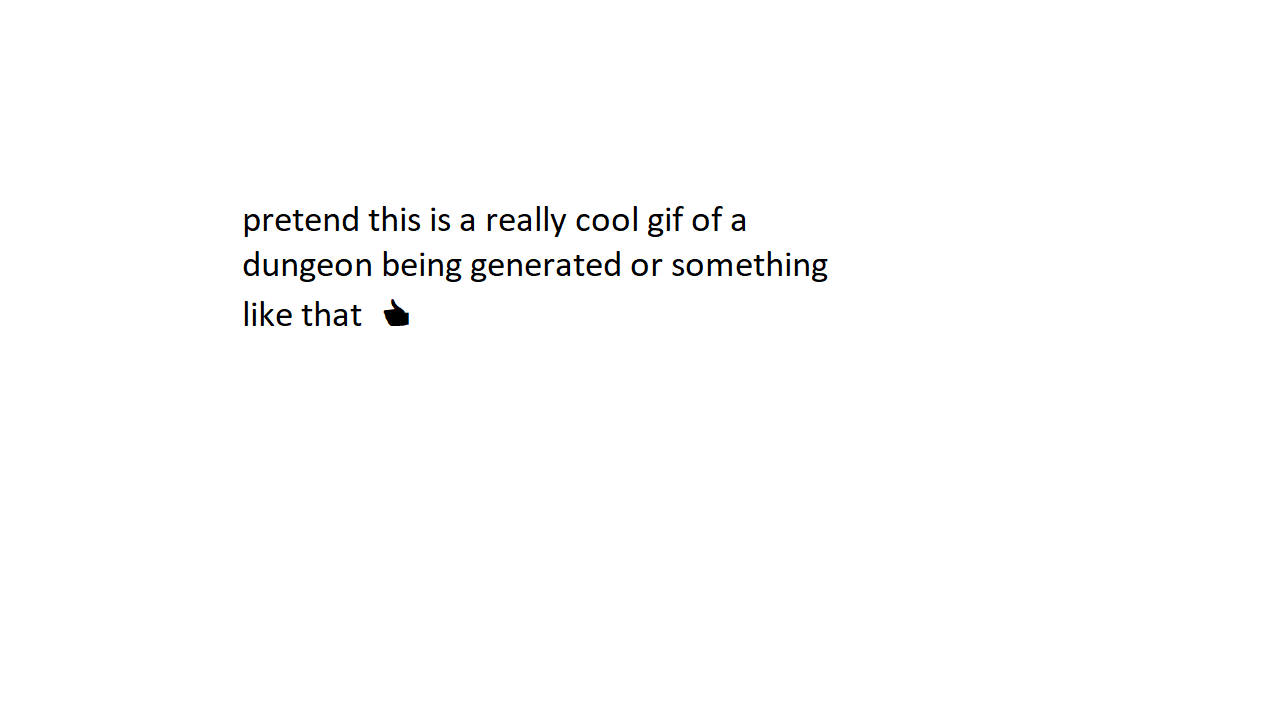 pretend this is a really cool gif of a
dungeon being generated or something
like that 👍